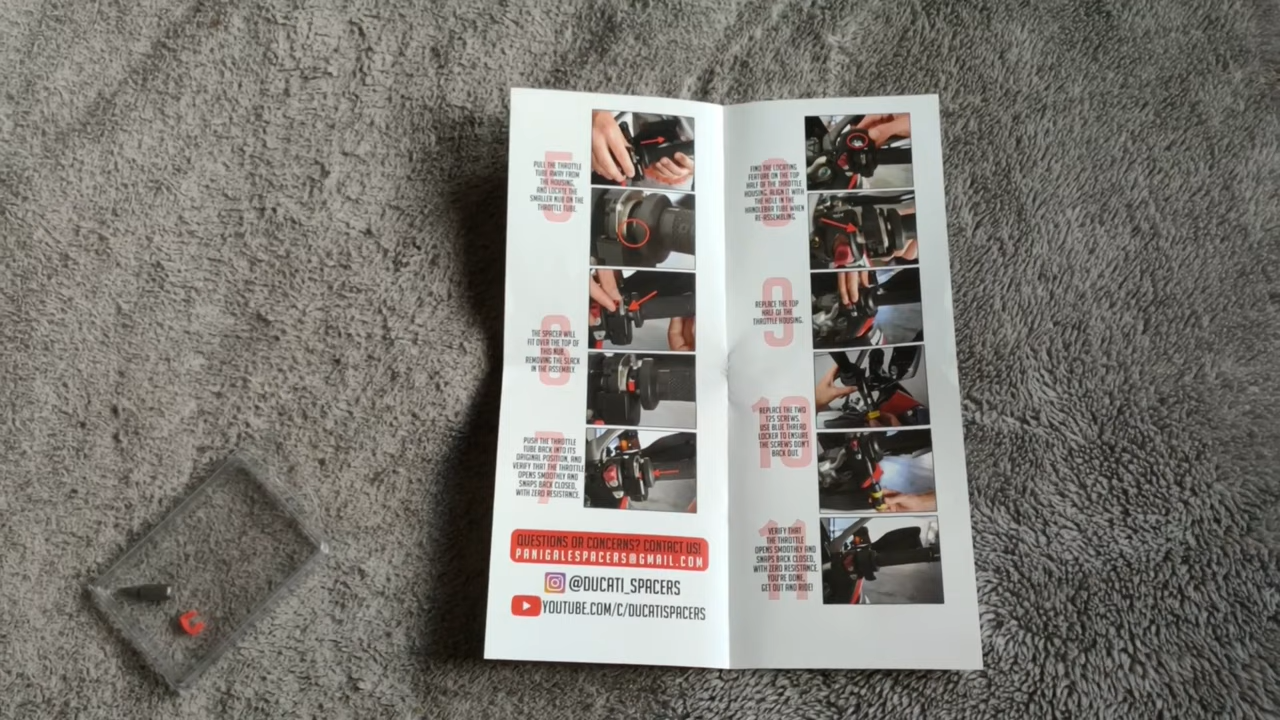 5
PULL THE THROTTLE
TUBE AWAY FROM
THE HOUSING,
AND LOCATE THE
SMALLER NUB ON THE
THROTTLE TUBE.
6
THE SPACER WILL
FIT OVER THE TOP OF
THIS NUB,
REMOVING THE SLACK
IN THE ASSEMBLY.
7
PUSH THE THROTTLE
TUBE BACK INTO ITS
ORIGINAL POSITION, AND
VERIFY THAT THE THROTTLE
OPENS SMOOTHLY AND
SNAPS BACK CLOSED,
WITH ZERO RESISTANCE.
QUESTIONS OR CONCERNS? CONTACT US!
PANIGALESPACERS@GMAIL.COM
@DUCATI_SPACERS
YOUTUBE.COM/C/DUCATISPACERS
8
FIND THE LOCATING
FEATURE ON THE TOP
HALF OF THE THROTTLE
HOUSING. ALIGN IT WITH
THE HOLE IN THE
HANDLEBAR TUBE WHEN
RE-ASSEMBLING.
9
REPLACE THE TOP
HALF OF THE
THROTTLE HOUSING.
10
REPLACE THE TWO
T25 SCREWS.
USE BLUE THREAD
LOCKER TO ENSURE
THE SCREWS DON'T
BACK OUT.
11
VERIFY THAT
THE THROTTLE
OPENS SMOOTHLY AND
SNAPS BACK CLOSED,
WITH ZERO RESISTANCE.
YOU'RE DONE,
GET OUT AND RIDE!